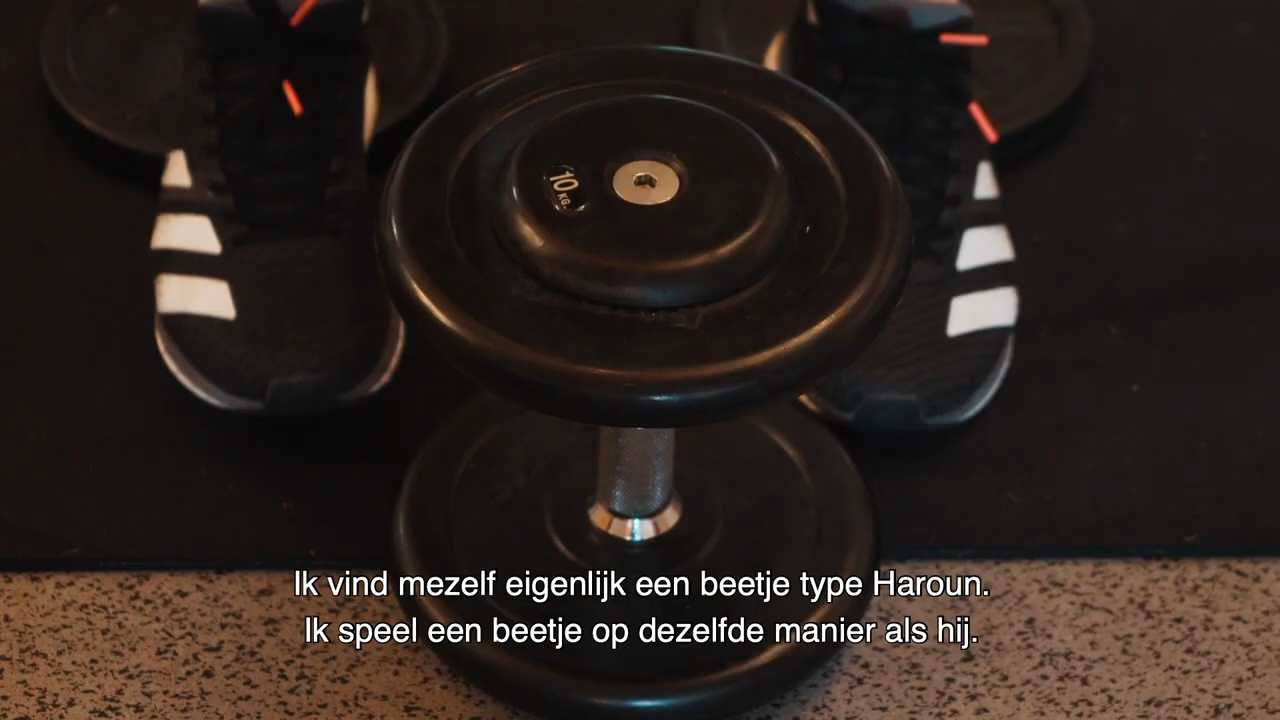 10 KG.
Ik vind mezelf eigenlijk een beetje type Haroun.
Ik speel een beetje op dezelfde manier als hij.